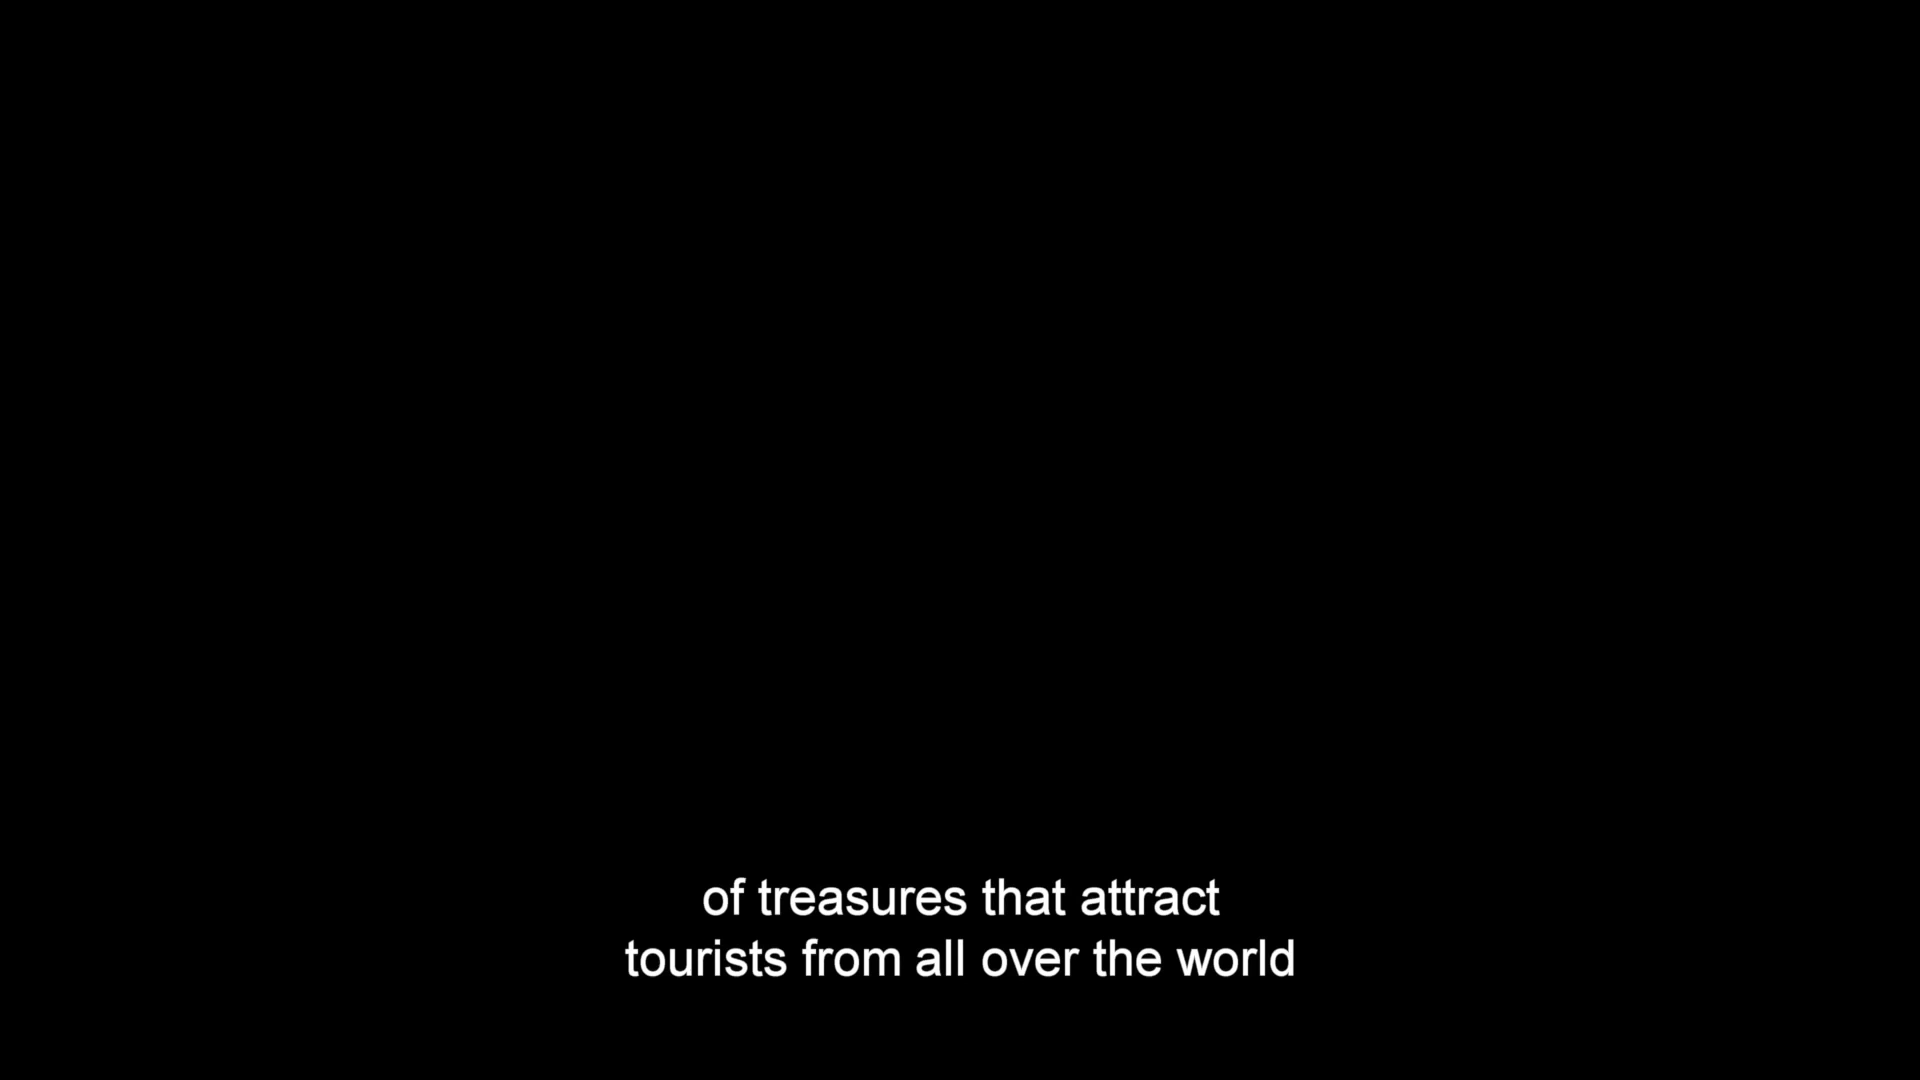 of treasures that attract
tourists from all over the world